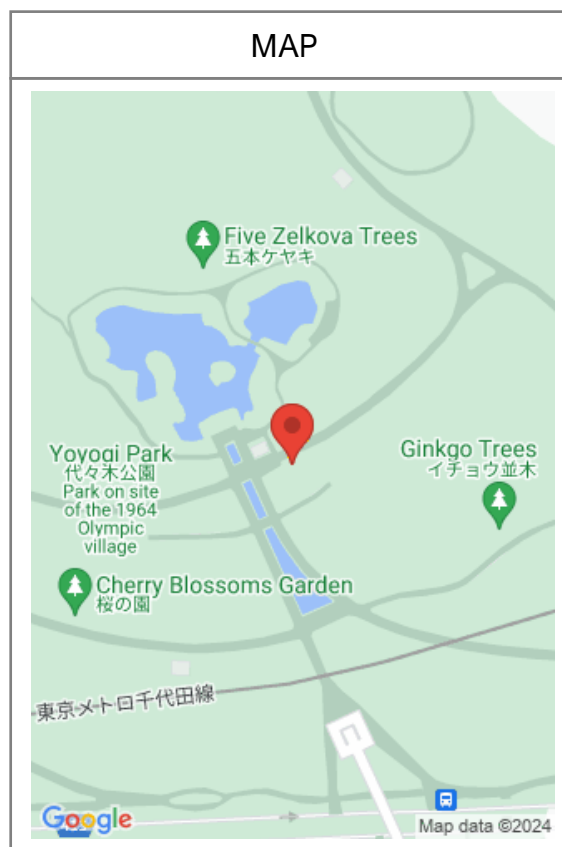 MAP
Five Zelkova Trees
五本ケヤキ
Yoyogi Park
代々木公園
Park on site
of the 1964
Olympic
village
Ginkgo Trees
イチョウ並木
Cherry Blossoms Garden
桜の園
東京メトロ千代田線
Google
Map data ©2024